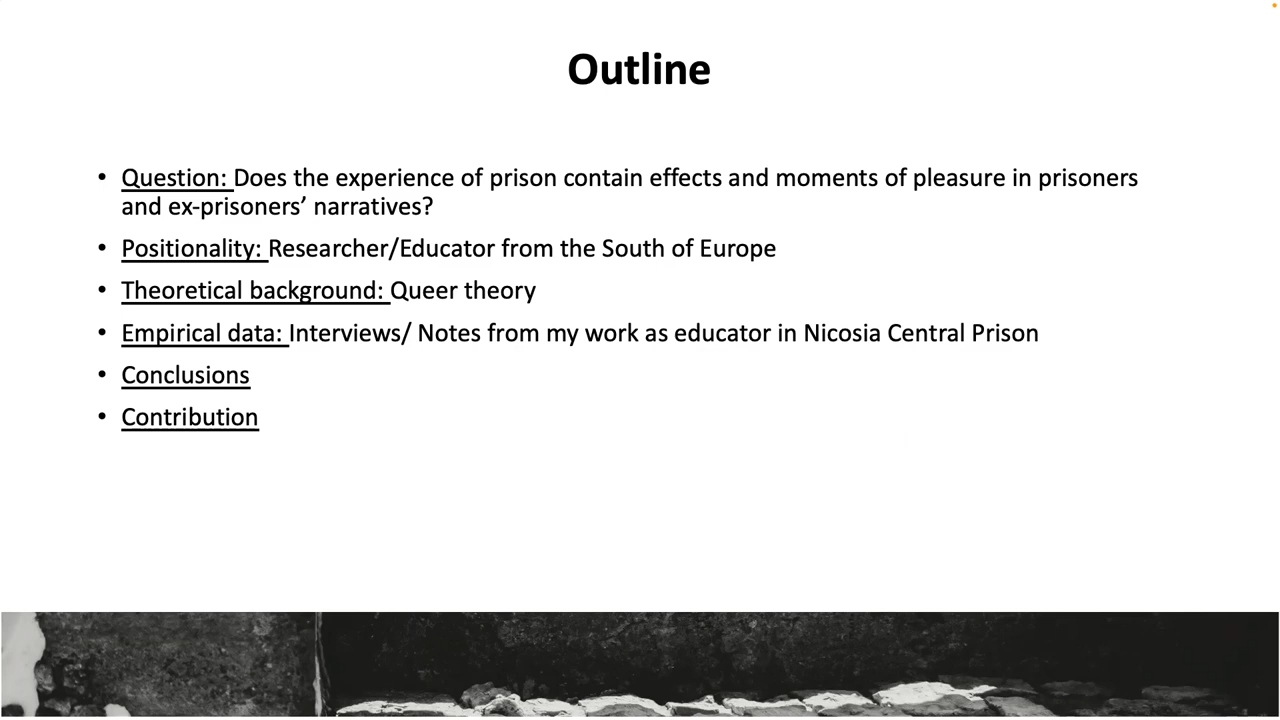 Outline
• Question: Does the experience of prison contain effects and moments of pleasure in prisoners
and ex-prisoners’ narratives?
• Positionality: Researcher/Educator from the South of Europe
• Theoretical background: Queer theory
• Empirical data: Interviews/ Notes from my work as educator in Nicosia Central Prison
• Conclusions
• Contribution